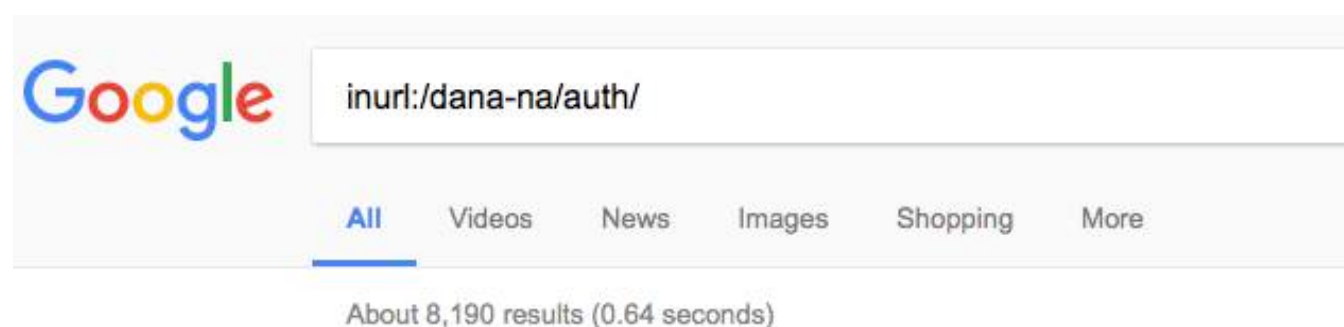 Google
inurl:/dana-na/auth/
All Videos News Images Shopping More
About 8,190 results (0.64 seconds)